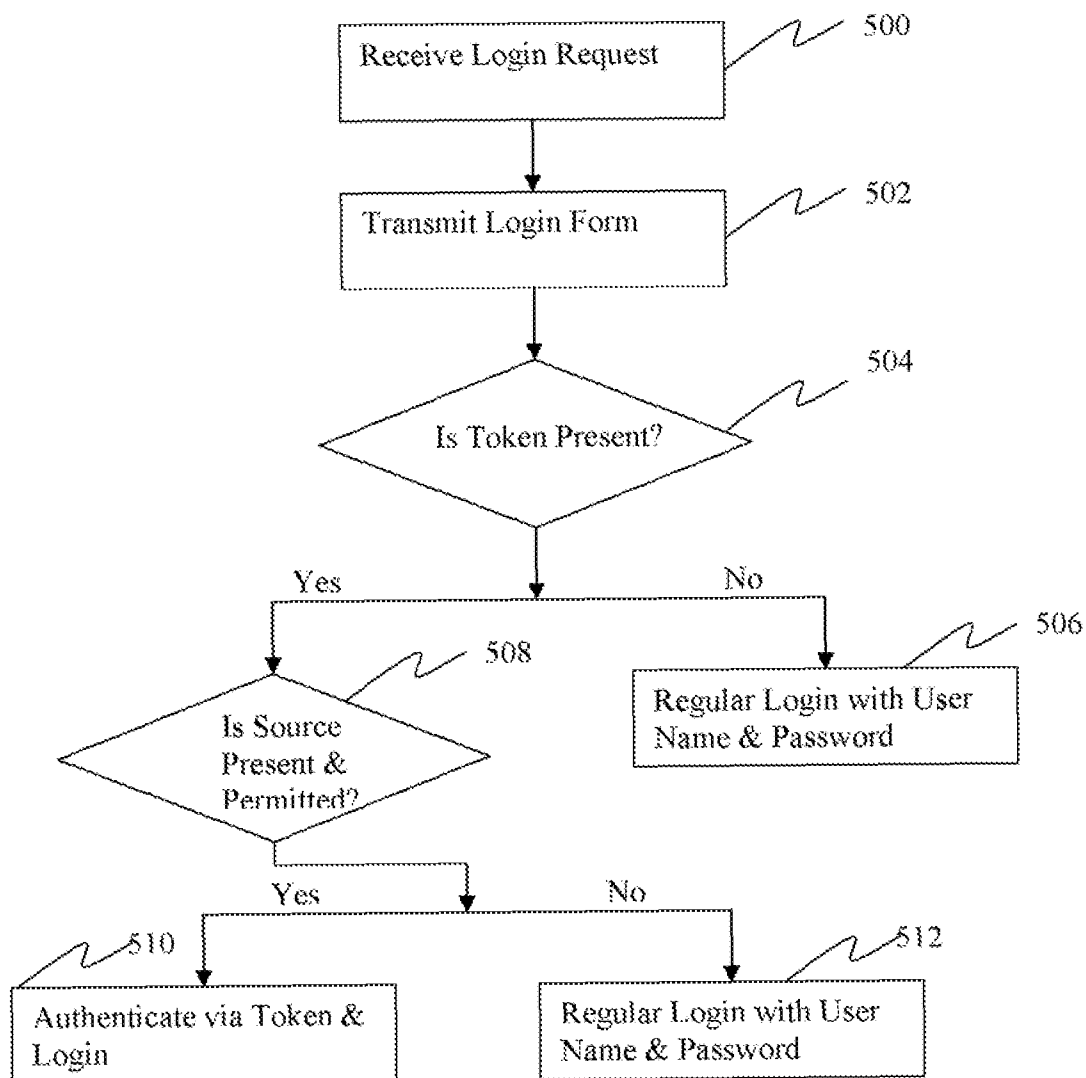 Receive Login Request
500
Transmit Login Form
502
504
Is Token Present?
Yes
No
508
506
Is Source
Present &
Permitted?
Regular Login with User
Name & Password
Yes
No
510
512
Authenticate via Token &
Login
Regular Login with User
Name & Password